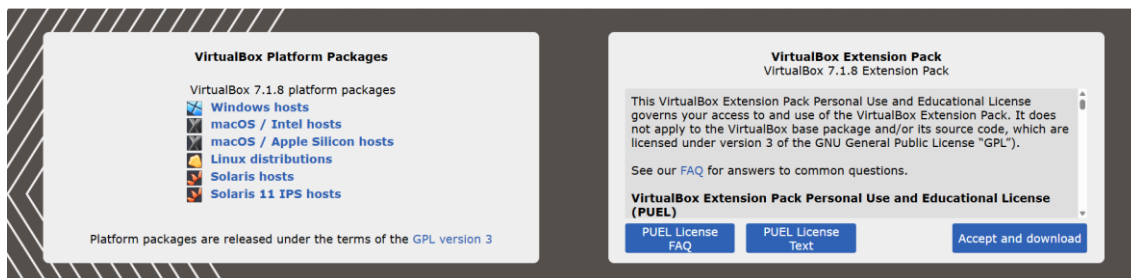 VirtualBox Platform Packages
VirtualBox 7.1.8 platform packages
Windows hosts
macOS / Intel hosts
macOS / Apple Silicon hosts
Linux distributions
Solaris hosts
Solaris 11 IPS hosts
Platform packages are released under the terms of the GPL version 3
VirtualBox Extension Pack
VirtualBox 7.1.8 Extension Pack
This VirtualBox Extension Pack Personal Use and Educational License
governs your access to and use of the VirtualBox Extension Pack. It does
not apply to the VirtualBox base package and/or its source code, which are
licensed under version 3 of the GNU General Public License “GPL”).
See our FAQ for answers to common questions.
VirtualBox Extension Pack Personal Use and Educational License
(PUEL)
PUEL License
FAQ
PUEL License
Text
Accept and download